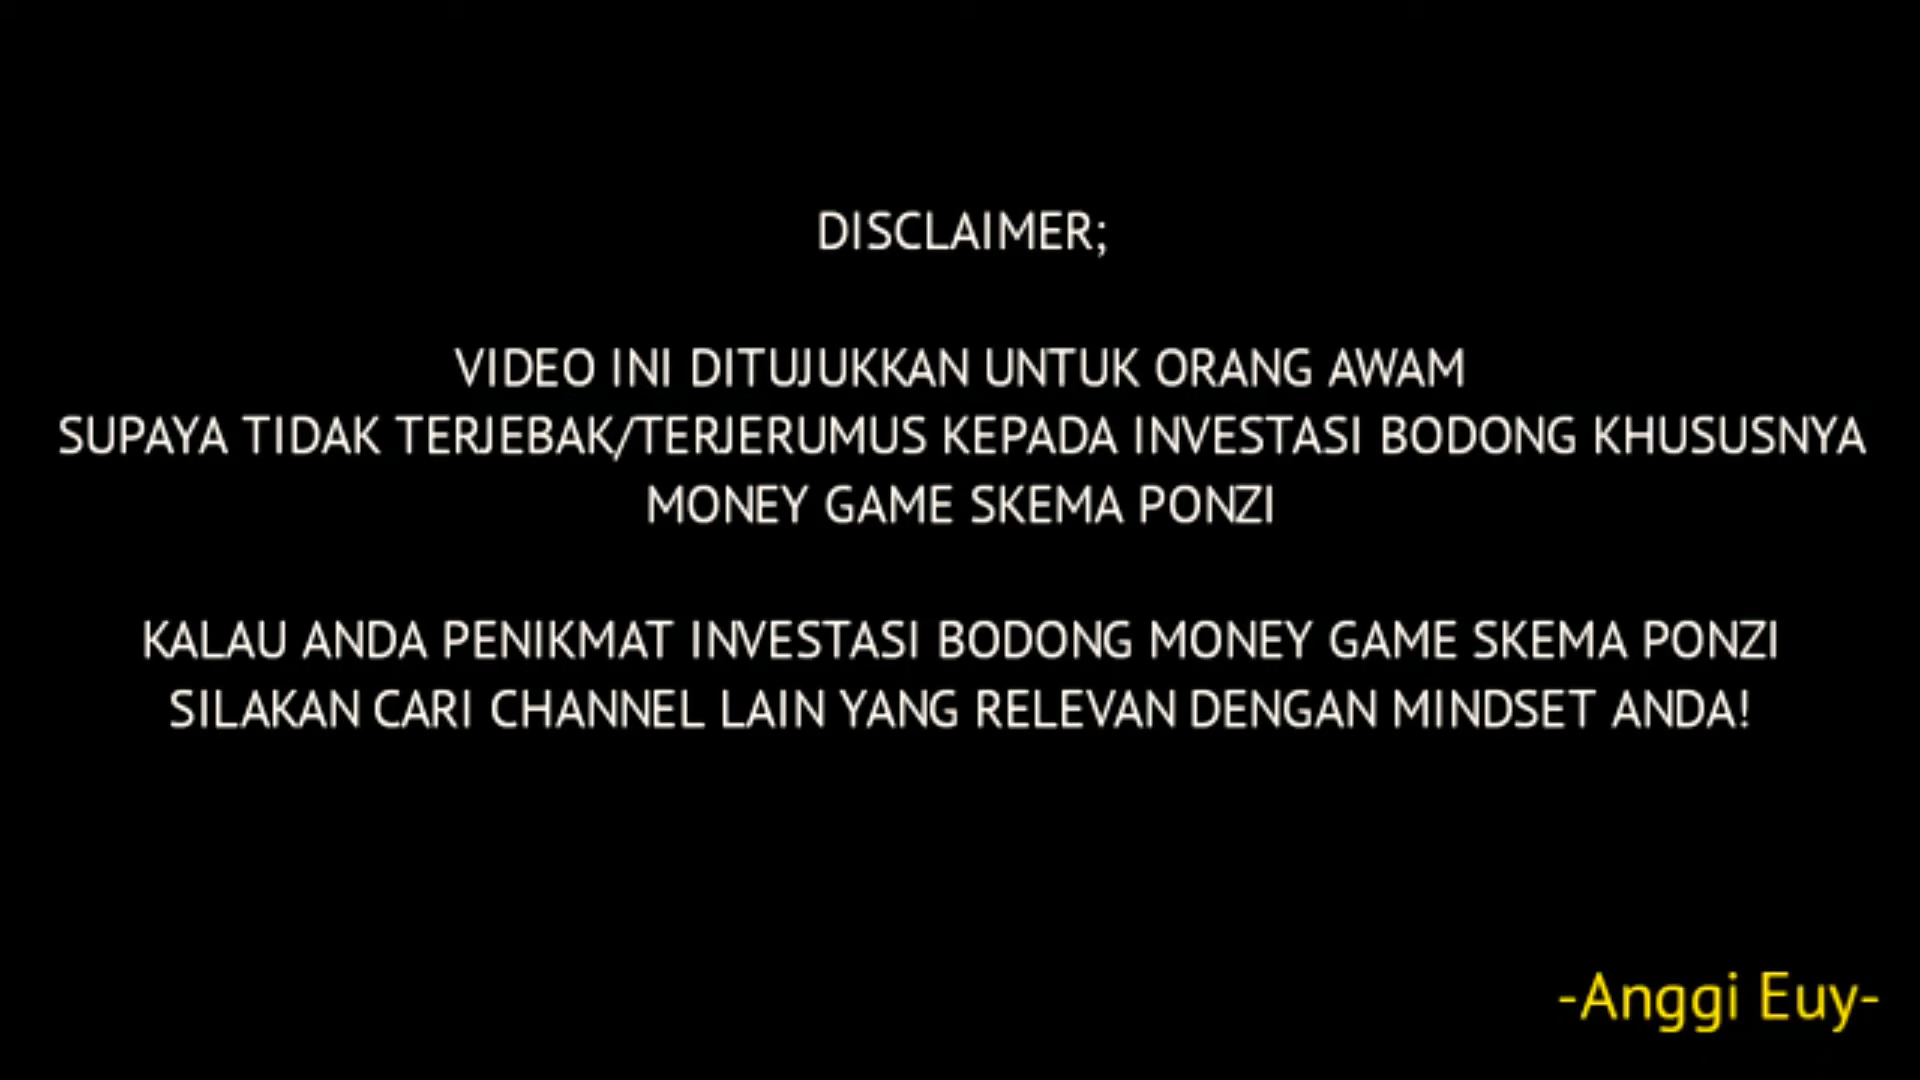 DISCLAIMER;
VIDEO INI DITUJUKKAN UNTUK ORANG AWAM
SUPAYA TIDAK TERJEBAK/TERJERUMUS KEPADA INVESTASI BODONG KHUSUSNYA
MONEY GAME SKEMA PONZI
KALAU ANDA PENIKMAT INVESTASI BODONG MONEY GAME SKEMA PONZI
SILAKAN CARI CHANNEL LAIN YANG RELEVAN DENGAN MINDSET ANDA!
-Anggi Euy-